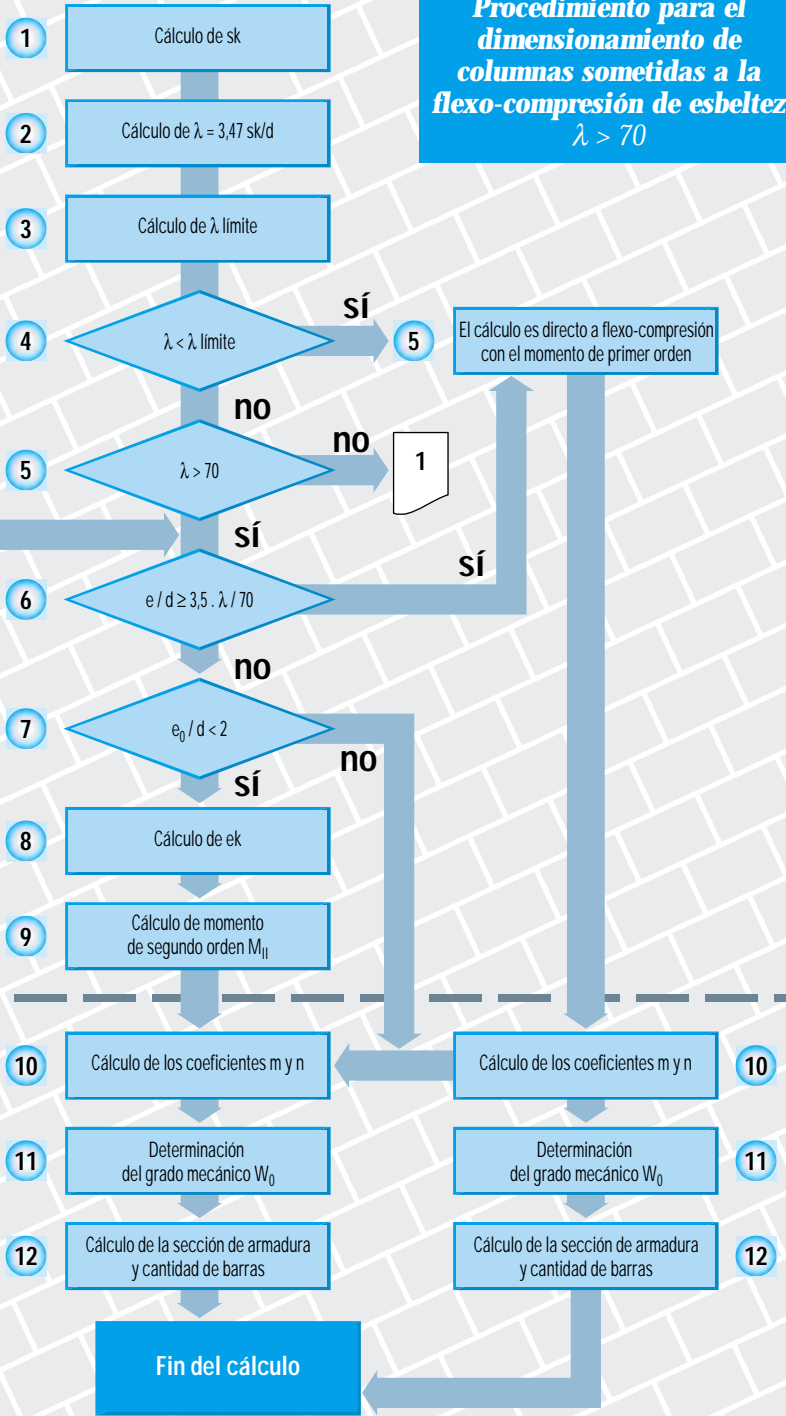 Procedimiento para el
dimensionamiento de
columnas sometidas a la
flexo-compresión de esbeltez
λ > 70
1
Cálculo de sk
2
Cálculo de λ = 3,47 sk/d
3
Cálculo de λ límite
4
λ < λ límite
sí
5
El cálculo es directo a flexo-compresión
con el momento de primer orden
no
5
λ > 70
no
1
sí
6
e / d ≥ 3,5 . λ / 70
sí
no
7
e₀ / d < 2
no
sí
8
Cálculo de ek
9
Cálculo de momento
de segundo orden M_II
10
Cálculo de los coeficientes m y n
Cálculo de los coeficientes m y n
10
11
Determinación
del grado mecánico W₀
Determinación
del grado mecánico W₀
11
12
Cálculo de la sección de armadura
y cantidad de barras
Cálculo de la sección de armadura
y cantidad de barras
12
Fin del cálculo